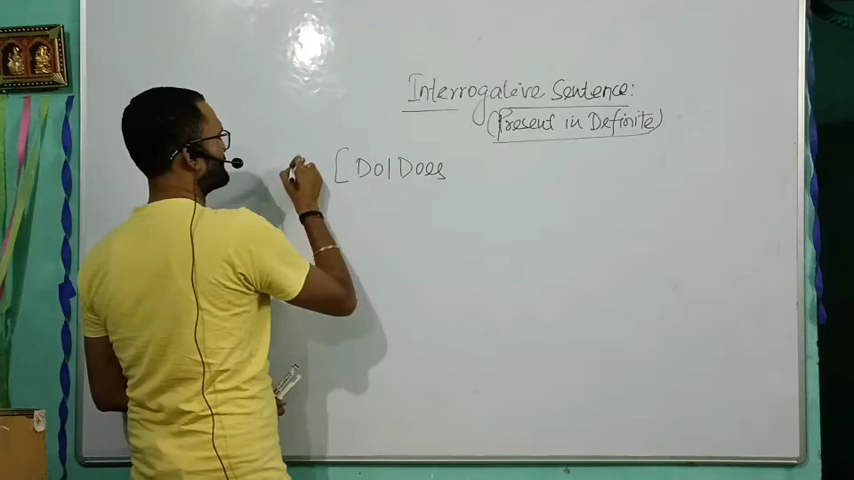 Interrogative Sentence:
(Present in Definite)
[Do| Does